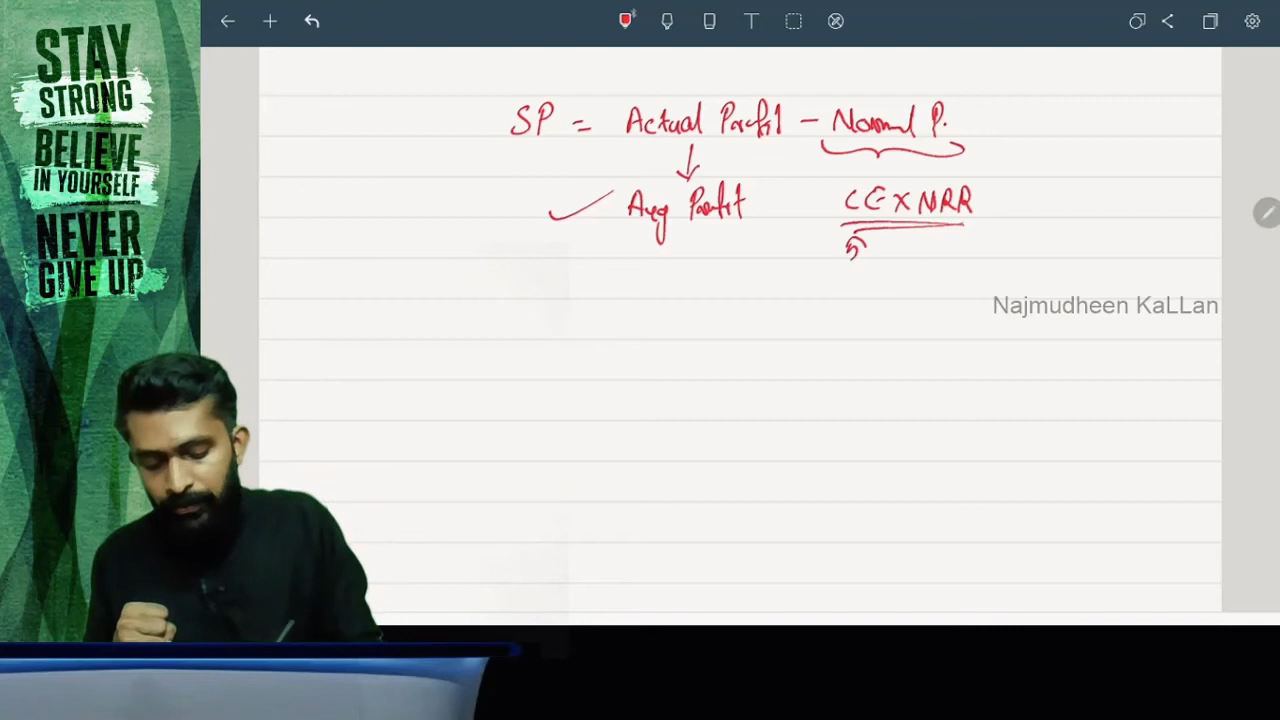 STAY
STRONG
BELIEVE
IN YOURSELF
NEVER
GIVE UP
SP = Actual Profit - Normal P.
Avg Profit CE x NRR
Najmudheen KaLLan